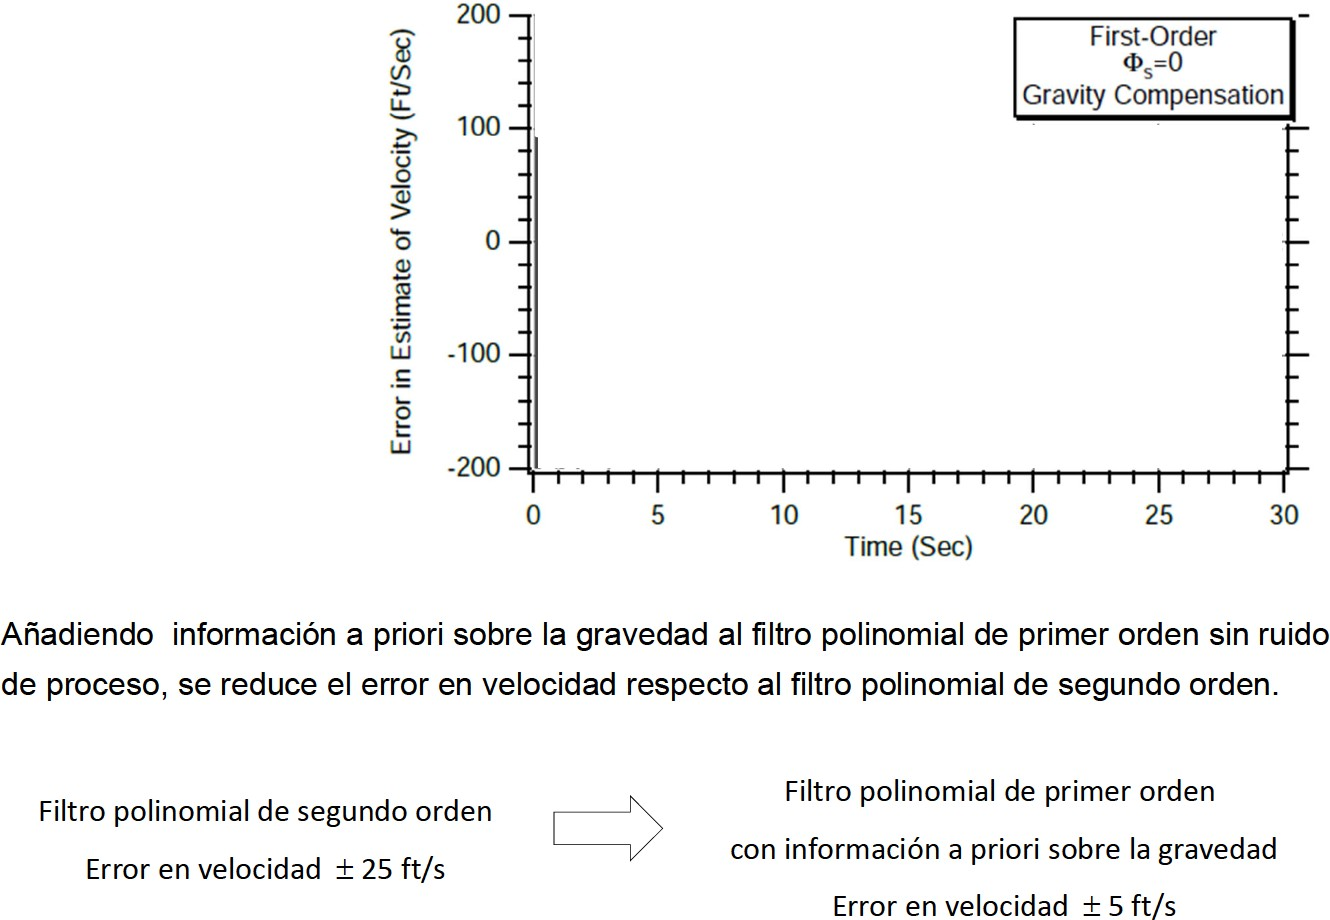 200
100
0
-100
-200
Error in Estimate of Velocity (Ft/Sec)
First-Order
Φs=0
Gravity Compensation
0 5 10 15 20 25 30
Time (Sec)
Añadiendo  información a priori sobre la gravedad al filtro polinomial de primer orden sin ruido
de proceso, se reduce el error en velocidad respecto al filtro polinomial de segundo orden.
Filtro polinomial de segundo orden
Error en velocidad ± 25 ft/s
Filtro polinomial de primer orden
con información a priori sobre la gravedad
Error en velocidad ± 5 ft/s